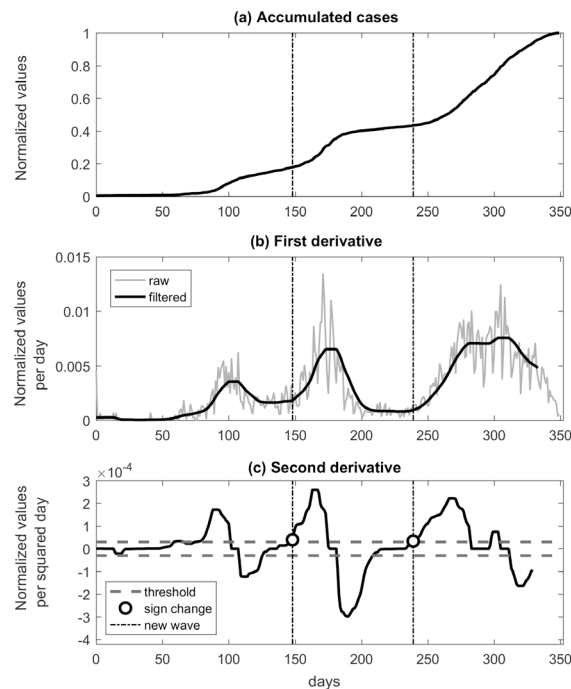 (a) Accumulated cases
Normalized values
1
0.8
0.6
0.4
0.2
0
0 50 100 150 200 250 300 350
(b) First derivative
Normalized values
per day
0.015
0.01
0.005
0
raw
filtered
0 50 100 150 200 250 300 350
(c) Second derivative
×10-4
Normalized values
per squared day
3
2
1
0
-1
-2
-3
-4
threshold
sign change
new wave
0 50 100 150 200 250 300 350
days